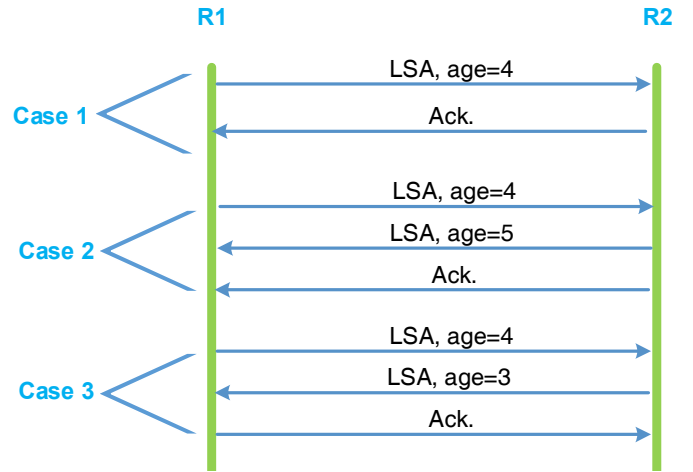 R1 R2
LSA, age=4
Case 1
Ack.
LSA, age=4
Case 2
LSA, age=5
Ack.
LSA, age=4
Case 3
LSA, age=3
Ack.